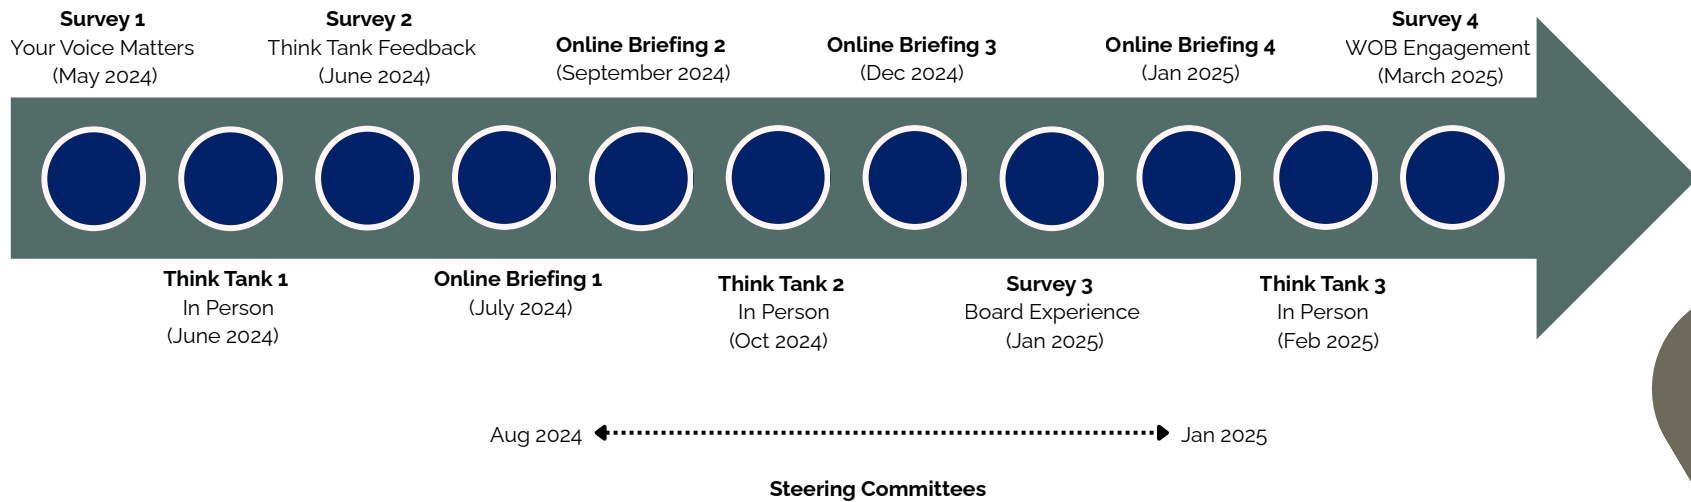 Survey 1
Your Voice Matters
(May 2024)
Survey 2
Think Tank Feedback
(June 2024)
Online Briefing 2
(September 2024)
Online Briefing 3
(Dec 2024)
Online Briefing 4
(Jan 2025)
Survey 4
WOB Engagement
(March 2025)
Think Tank 1
In Person
(June 2024)
Online Briefing 1
(July 2024)
Think Tank 2
In Person
(Oct 2024)
Survey 3
Board Experience
(Jan 2025)
Think Tank 3
In Person
(Feb 2025)
Aug 2024
Jan 2025
Steering Committees